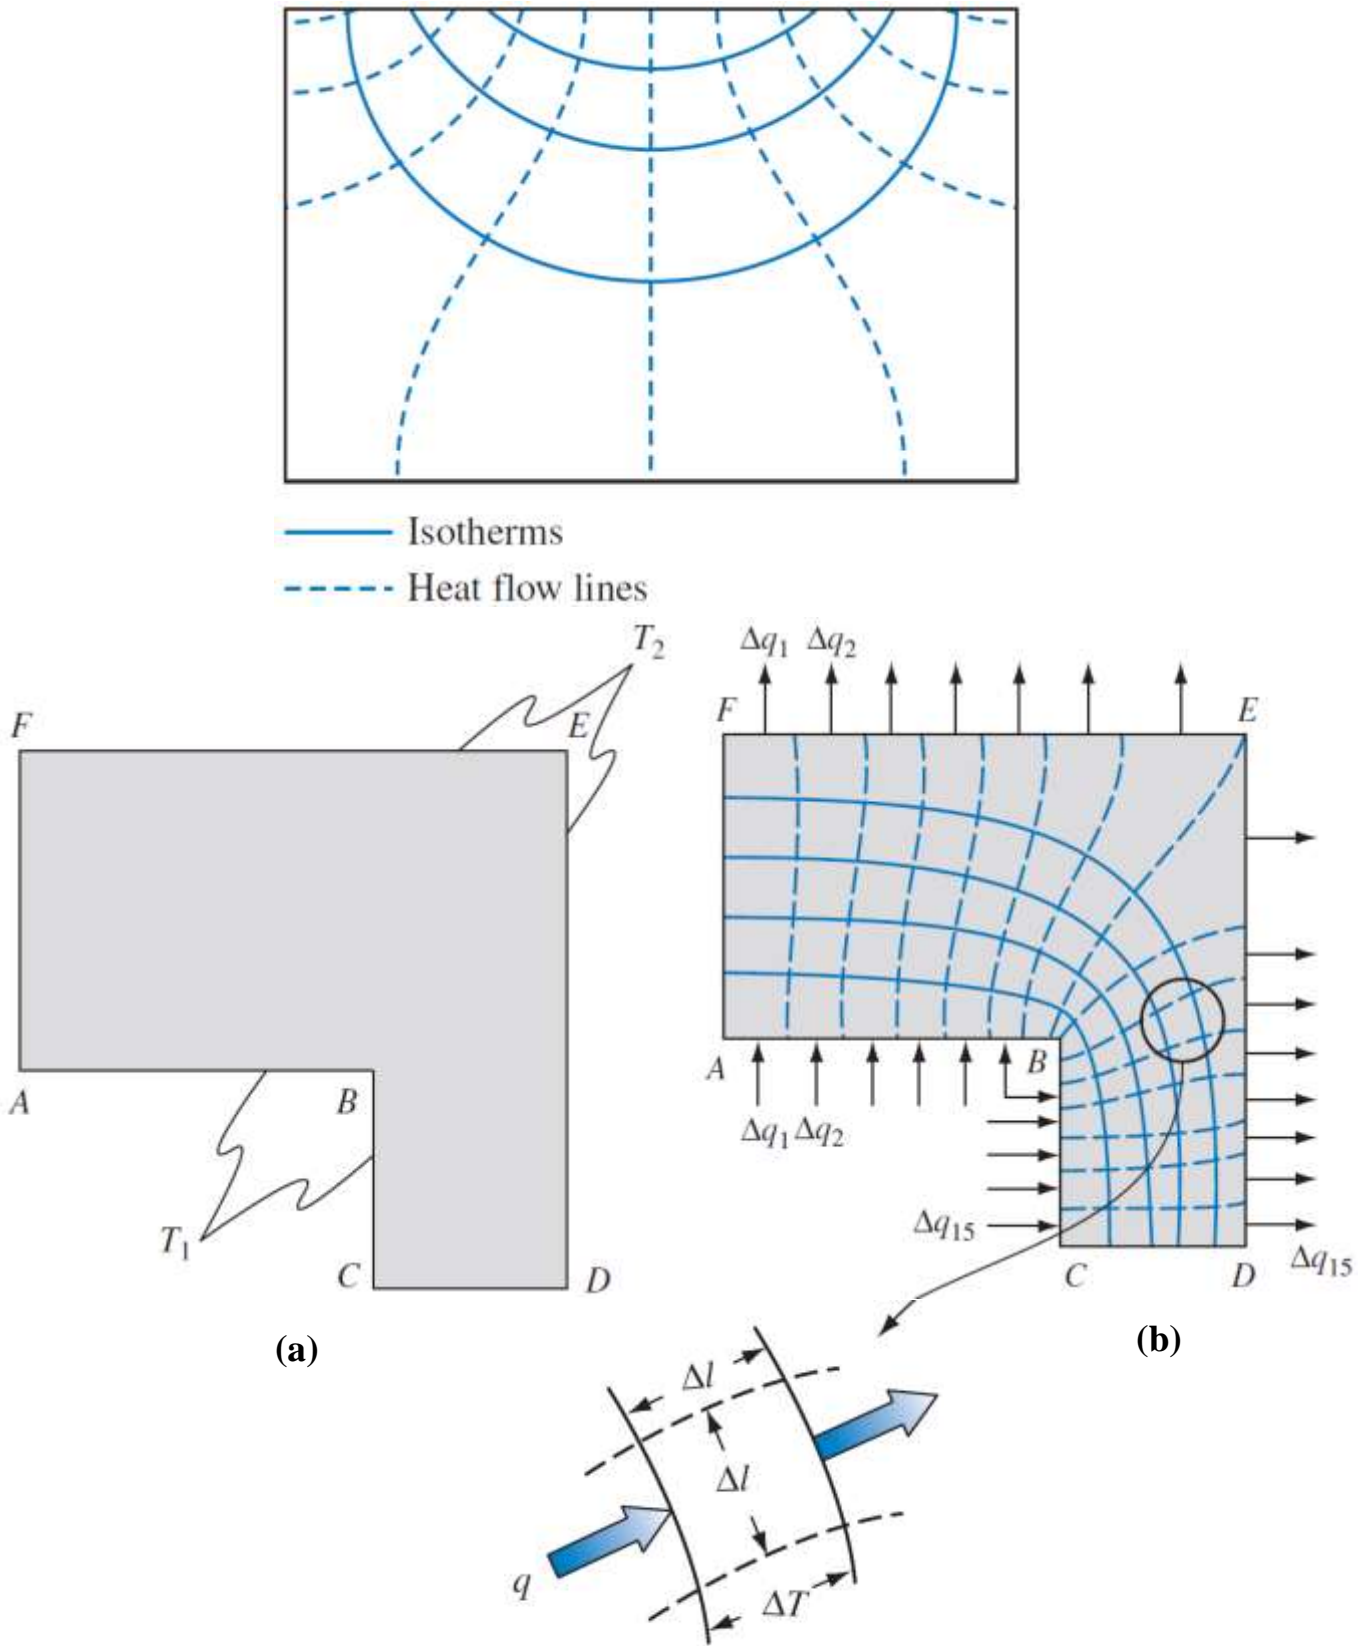 Isotherms
Heat flow lines
T₂
F
E
A
B
T₁
C
D
(a)
Δq₁ Δq₂
F
E
A
B
Δq₁ Δq₂
Δq₁₅
C
D
Δq₁₅
(b)
Δl
Δl
q
ΔT